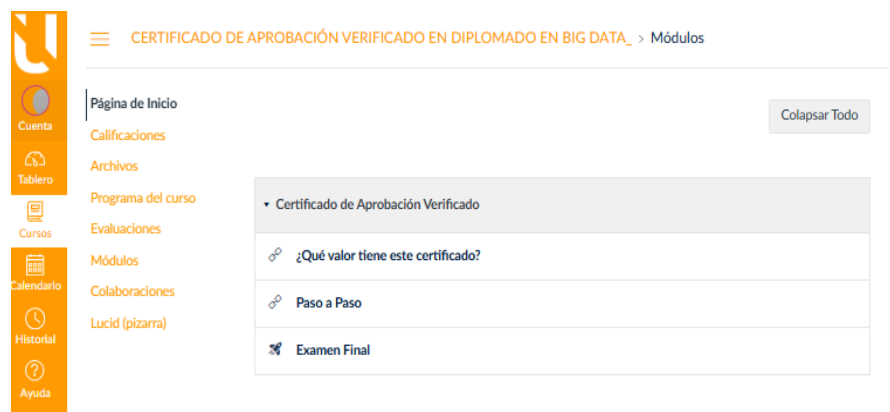 CERTIFICADO DE APROBACIÓN VERIFICADO EN DIPLOMADO EN BIG DATA_ > Módulos
Cuenta
Tablero
Cursos
Calendario
Historial
Ayuda
Página de Inicio
Calificaciones
Archivos
Programa del curso
Evaluaciones
Módulos
Colaboraciones
Lucid (pizarra)
Colapsar Todo
Certificado de Aprobación Verificado
¿Qué valor tiene este certificado?
Paso a Paso
Examen Final